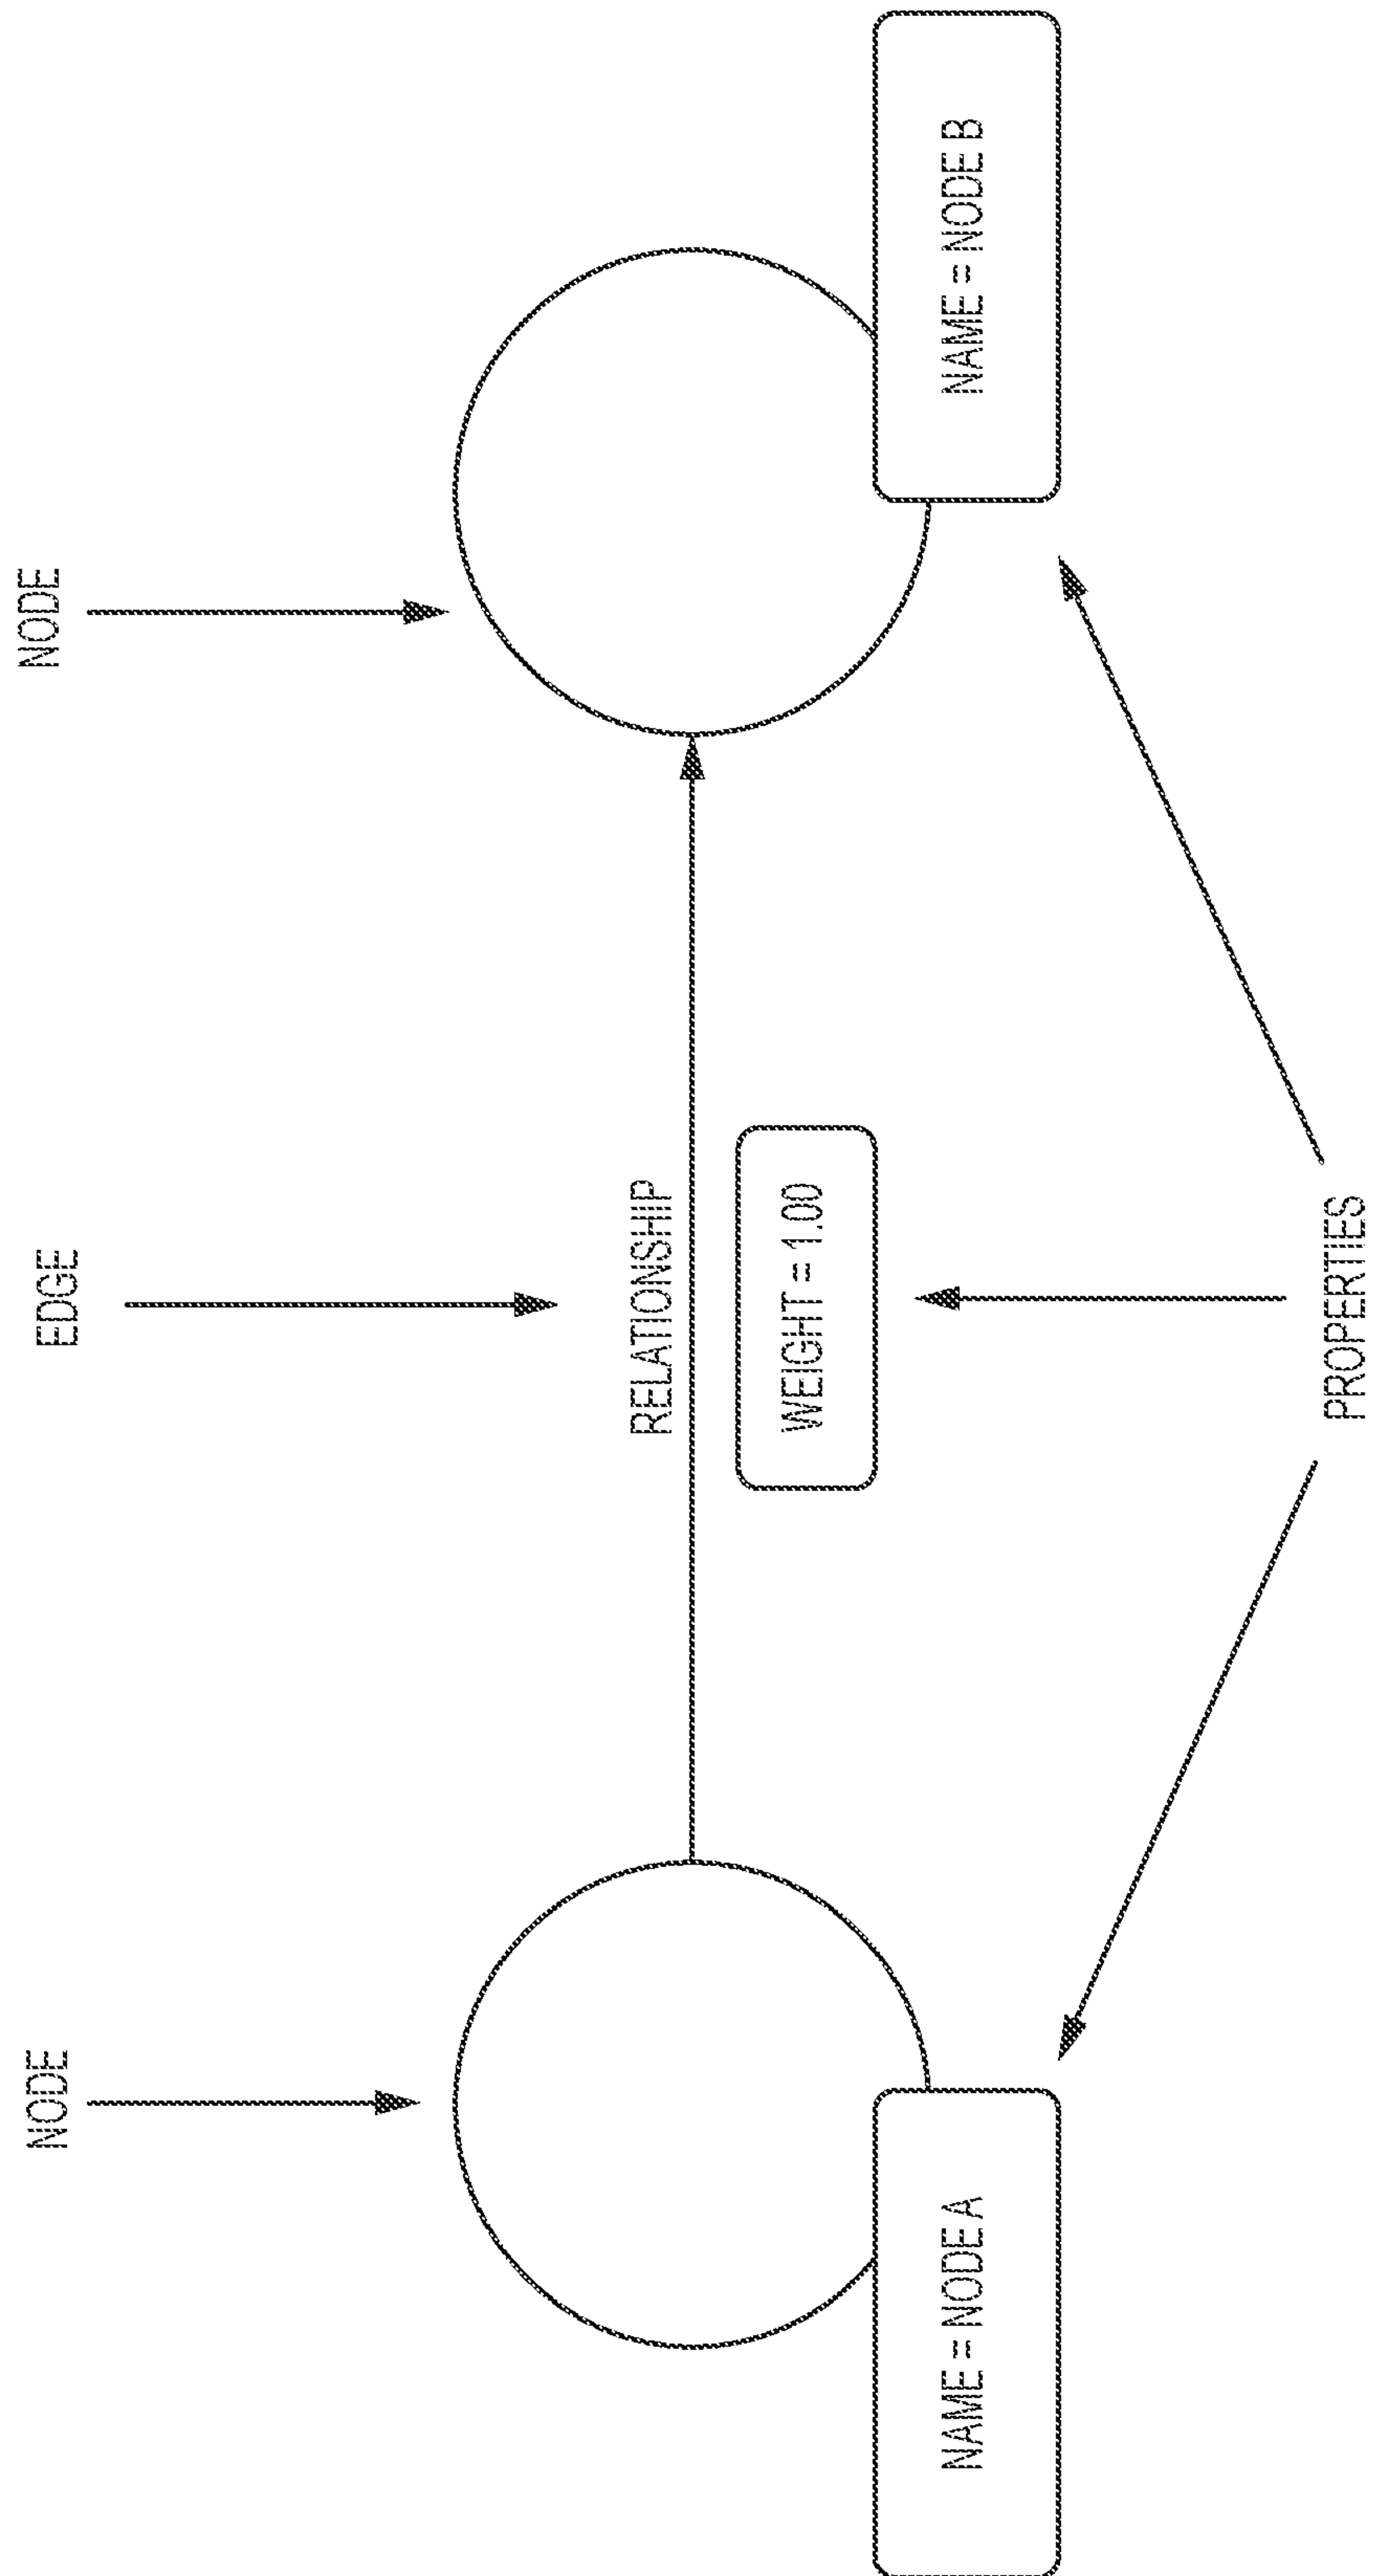 NODE
EDGE
NODE
RELATIONSHIP
WEIGHT = 1.00
NAME = NODE A
NAME = NODE B
PROPERTIES